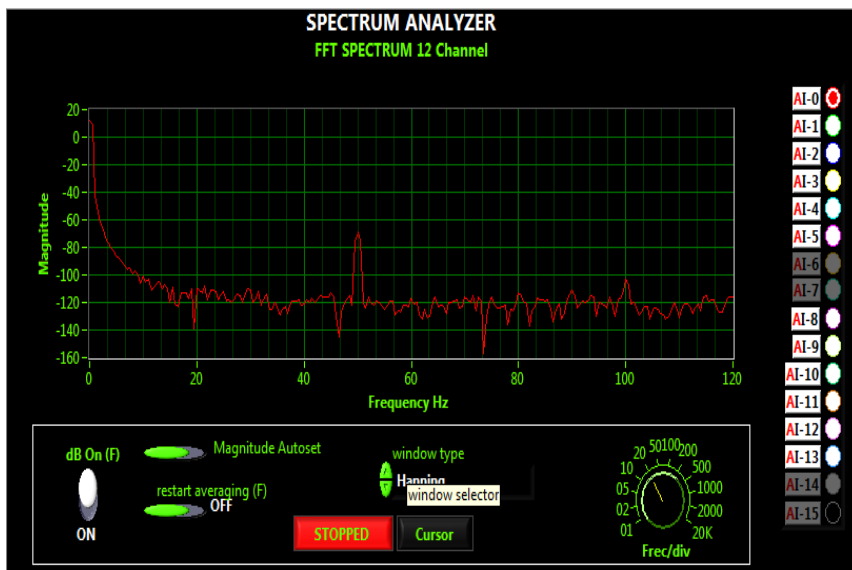 SPECTRUM ANALYZER
FFT SPECTRUM 12 Channel
Magnitude
20
0
-20
-40
-60
-80
-100
-120
-140
-160
0 20 40 60 80 100 120
Frequency Hz
AI-0
AI-1
AI-2
AI-3
AI-4
AI-5
AI-6
AI-7
AI-8
AI-9
AI-10
AI-11
AI-12
AI-13
AI-14
AI-15
dB On (F)
ON
Magnitude Autoset
restart averaging (F)
OFF
window type
Hanning
window selector
STOPPED
Cursor
01 02 05 10 20 50 100 200 500 1000 2000 20K
Frec/div